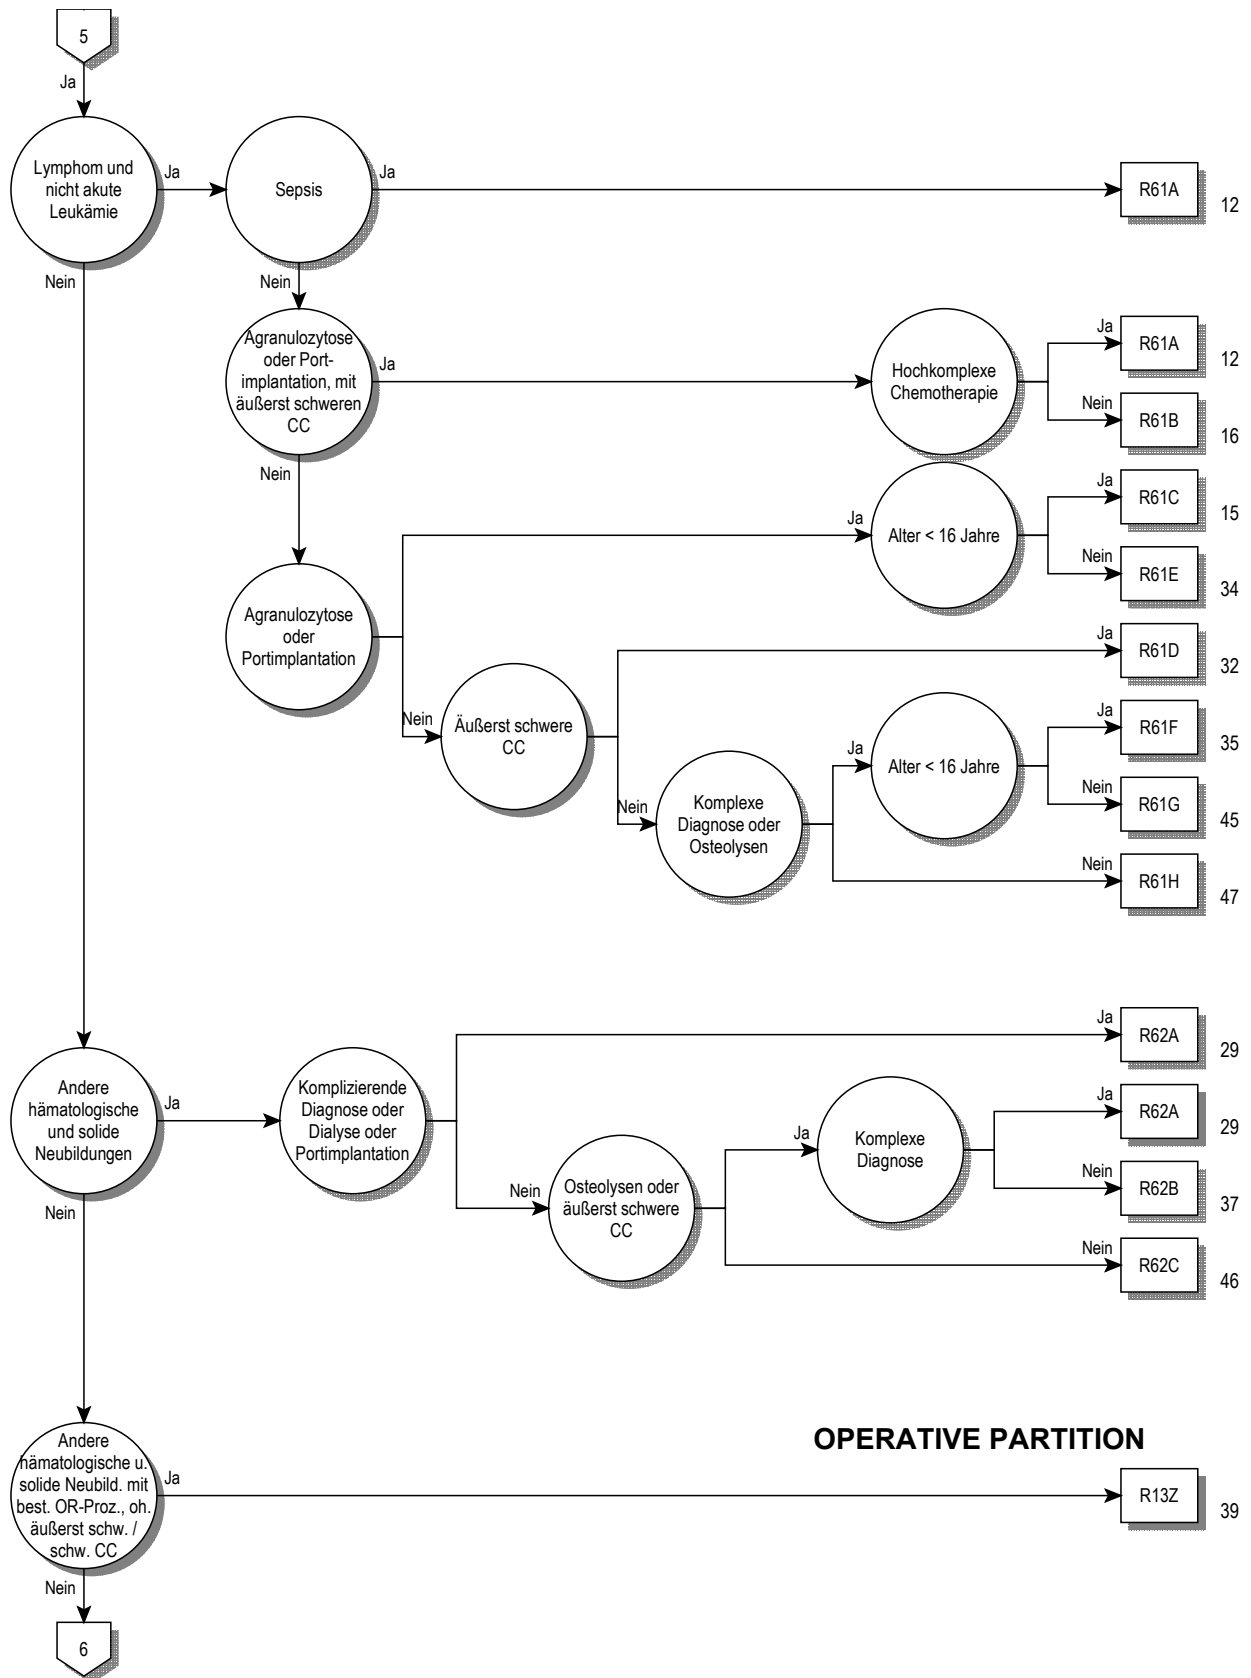 5
Ja
Lymphom und
nicht akute
Leukämie
Ja
Sepsis
Ja
R61A
12
Nein
Nein
Agranulozytose
oder Port-
implantation, mit
äußerst schweren
CC
Ja
Hochkomplexe
Chemotherapie
Ja
R61A
12
Nein
R61B
16
Nein
Agranulozytose
oder
Portimplantation
Ja
Alter < 16 Jahre
Ja
R61C
15
Nein
R61E
34
Nein
Äußerst schwere
CC
Ja
R61D
32
Nein
Komplexe
Diagnose oder
Osteolysen
Ja
Alter < 16 Jahre
Ja
R61F
35
Nein
R61G
45
Nein
R61H
47
Andere
hämatologische
und solide
Neubildungen
Ja
Komplizierende
Diagnose oder
Dialyse oder
Portimplantation
Ja
R62A
29
Nein
Osteolysen oder
äußerst schwere
CC
Ja
Komplexe
Diagnose
Ja
R62A
29
Nein
R62B
37
Nein
R62C
46
Nein
OPERATIVE PARTITION
Andere
hämatologische u.
solide Neubild. mit
best. OR-Proz., oh.
äußerst schw. /
schw. CC
Ja
R13Z
39
Nein
6